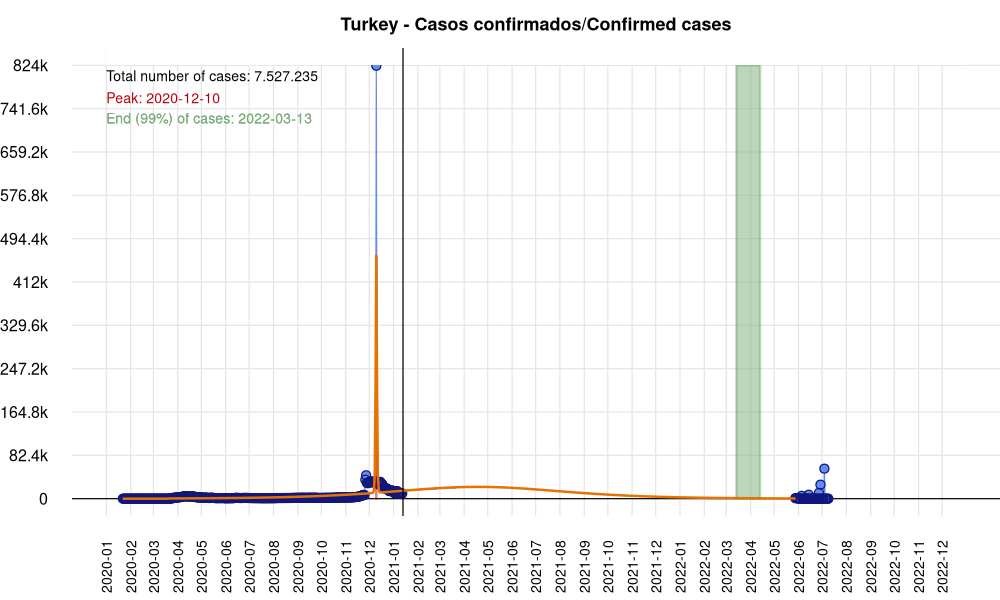 Turkey - Casos confirmados/Confirmed cases
Total number of cases: 7.527.235
Peak: 2020-12-10
End (99%) of cases: 2022-03-13
824k
741.6k
659.2k
576.8k
494.4k
412k
329.6k
247.2k
164.8k
82.4k
0
2020-01
2020-02
2020-03
2020-04
2020-05
2020-06
2020-07
2020-08
2020-09
2020-10
2020-11
2020-12
2021-01
2021-02
2021-03
2021-04
2021-05
2021-06
2021-07
2021-08
2021-09
2021-10
2021-11
2021-12
2022-01
2022-02
2022-03
2022-04
2022-05
2022-06
2022-07
2022-08
2022-09
2022-10
2022-11
2022-12